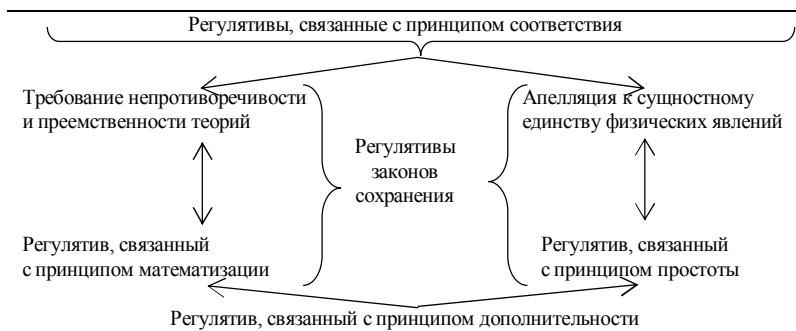 Регулятивы, связанные с принципом соответствия
Требование непротиворечивости
и преемственности теорий
Апелляция к сущностному
единству физических явлений
Регулятивы
законов
сохранения
Регулятив, связанный
с принципом математизации
Регулятив, связанный
с принципом простоты
Регулятив, связанный с принципом дополнительности